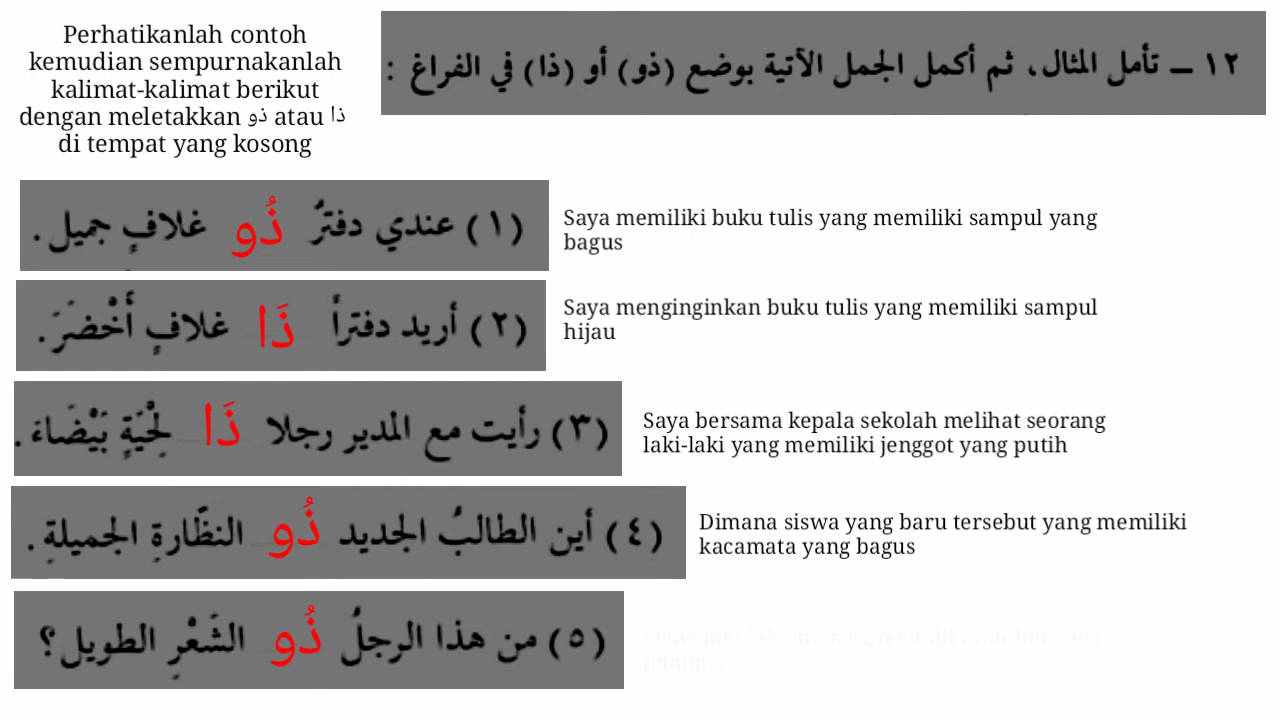 Perhatikanlah contoh
kemudian sempurnakanlah
kalimat-kalimat berikut
dengan meletakkan ذو atau ذا
di tempat yang kosong
١٢ ــ تأمل المثال، ثم أكمل الجمل الآتية بوضع (ذو) أو (ذا) في الفراغ :
(١) عندي دفترٌ ذُو غلافٍ جميل.
Saya memiliki buku tulis yang memiliki sampul yang
bagus
(٢) أريد دفتراً ذَا غلافٍ أَخْضَرَ.
Saya menginginkan buku tulis yang memiliki sampul
hijau
(٣) رأيت مع المدير رجلا ذَا لِحْيَةٍ بَيْضَاءَ.
Saya bersama kepala sekolah melihat seorang
laki-laki yang memiliki jenggot yang putih
(٤) أين الطالبُ الجديد ذُو النظّارةِ الجميلةِ.
Dimana siswa yang baru tersebut yang memiliki
kacamata yang bagus
(٥) من هذا الرجلُ ذُو الشَعْرِ الطويل؟